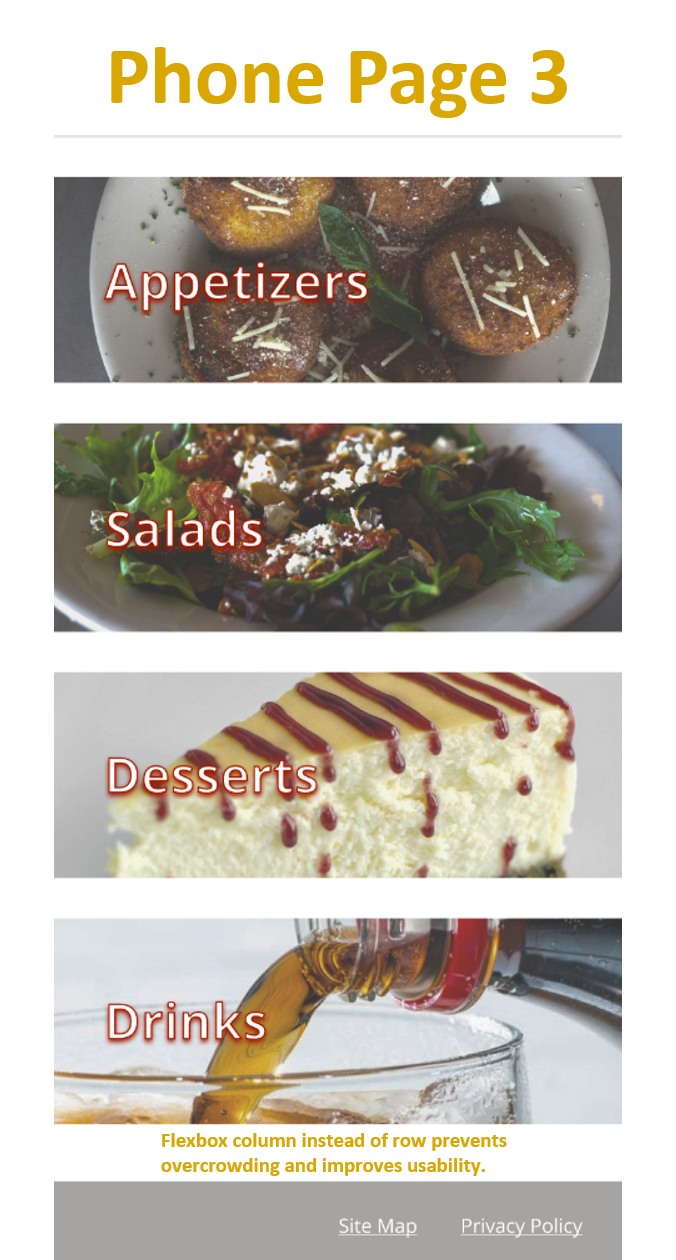 Phone Page 3
Appetizers
Salads
Desserts
Drinks
Flexbox column instead of row prevents
overcrowding and improves usability.
Site Map Privacy Policy